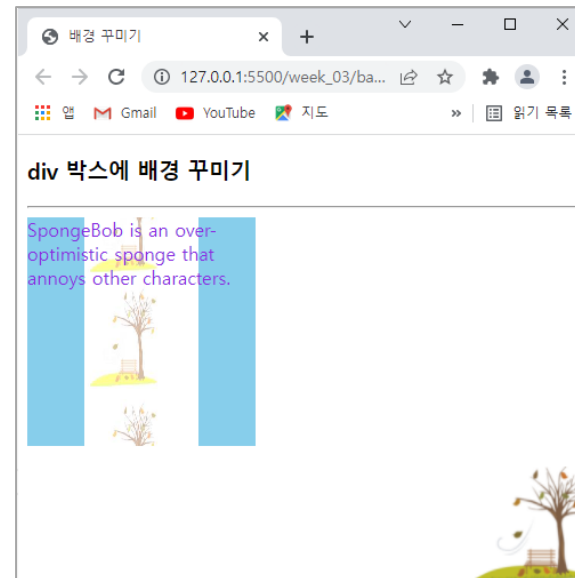 배경 꾸미기
127.0.0.1:5500/week_03/ba...
앱 Gmail YouTube 지도 » 읽기 목록
div 박스에 배경 꾸미기
SpongeBob is an over-
optimistic sponge that
annoys other characters.